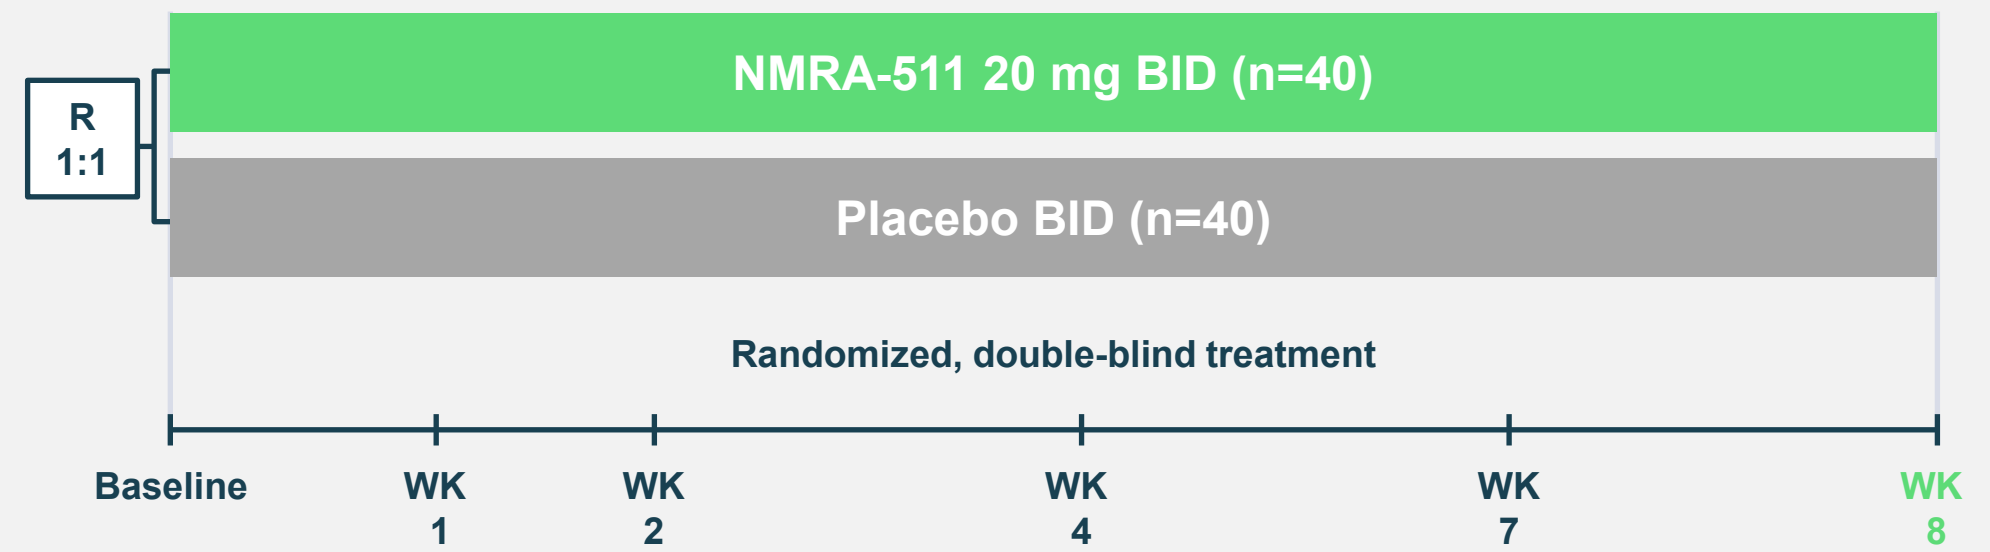 NMRA-511 20 mg BID (n=40)
R
1:1
Placebo BID (n=40)
Randomized, double-blind treatment
Baseline
WK
1
WK
2
WK
4
WK
7
WK
8